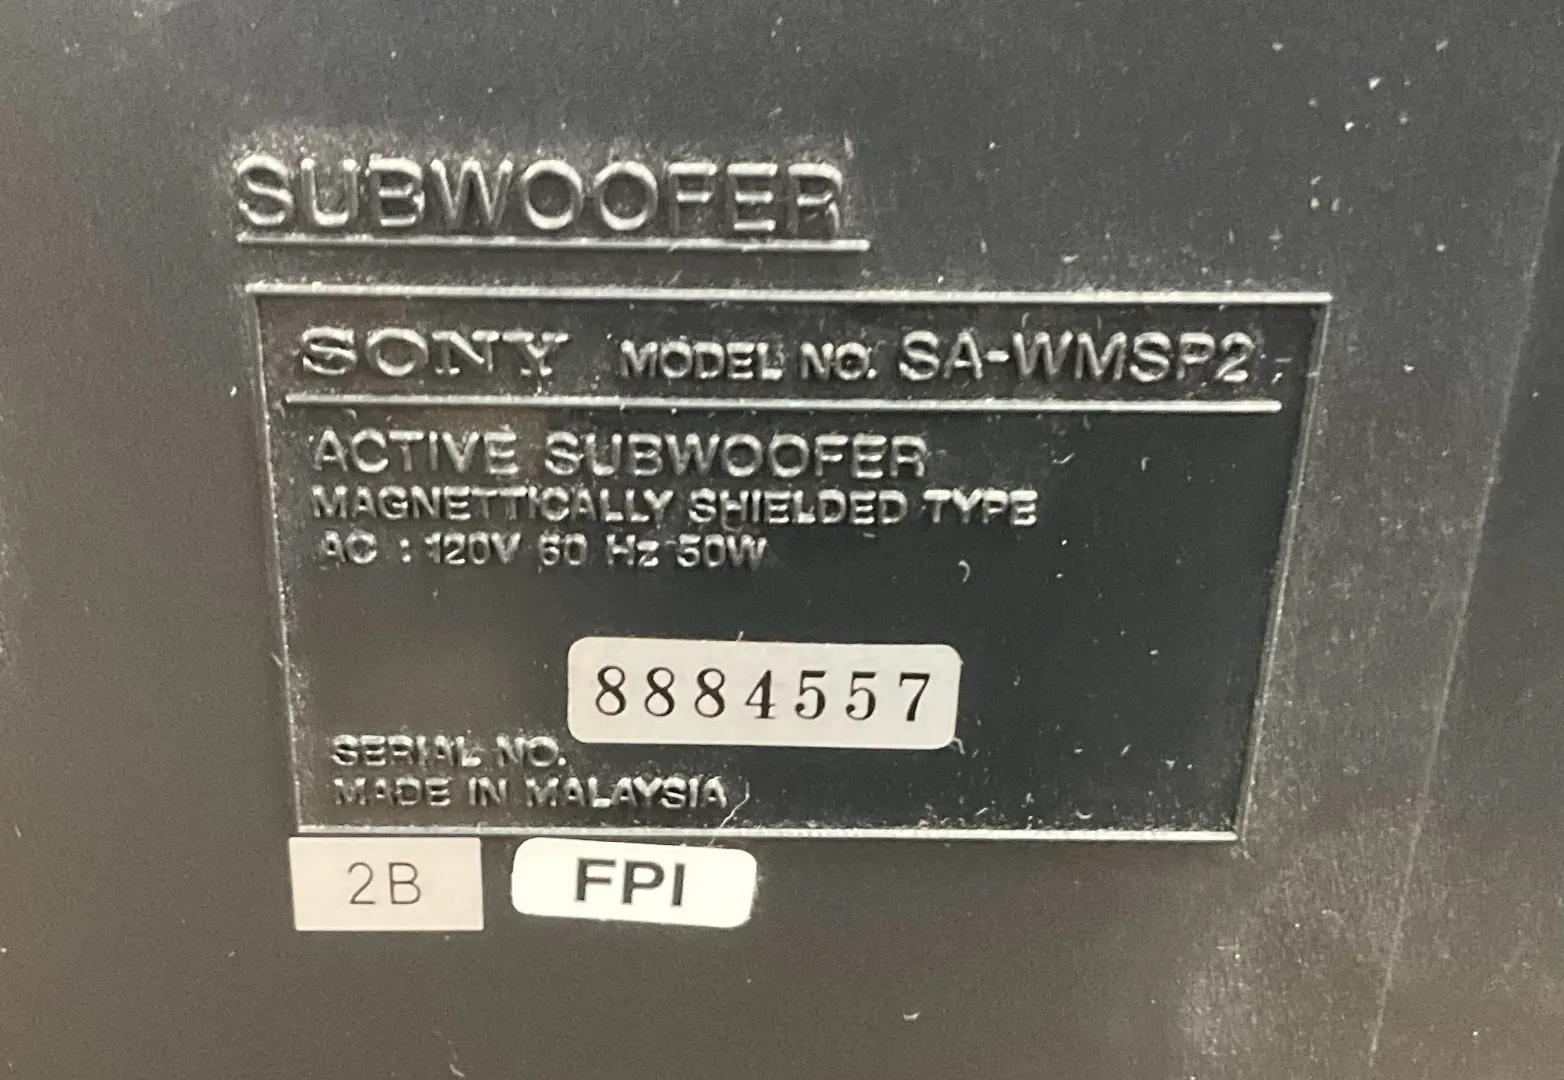 SUBWOOFER
SONY MODEL NO. SA-WMSP2
ACTIVE SUBWOOFER
MAGNETTICALLY SHIELDED TYPE
AC : 120V 60 Hz 50W
8884557
SERIAL NO.
MADE IN MALAYSIA
2B FPI